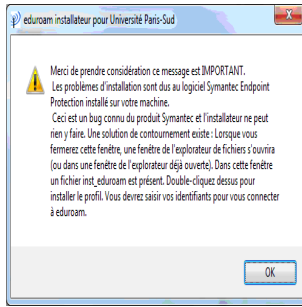 eduroam installateur pour Université Paris-Sud
Merci de prendre considération ce message est IMPORTANT.
Les problèmes d'installation sont dus au logiciel Symantec Endpoint
Protection installé sur votre machine.
Ceci est un bug connu du produit Symantec et l'installateur ne peut
rien y faire. Une solution de contournement existe : Lorsque vous
fermerez cette fenêtre, une fenêtre de l'explorateur de fichiers s'ouvrira
(ou dans une fenêtre de l'explorateur déjà ouverte). Dans cette fenêtre
un fichier inst_eduroam est présent. Double-cliquez dessus pour
installer le profil. Vous devrez saisir vos identifiants pour vous connecter
à eduroam.
OK